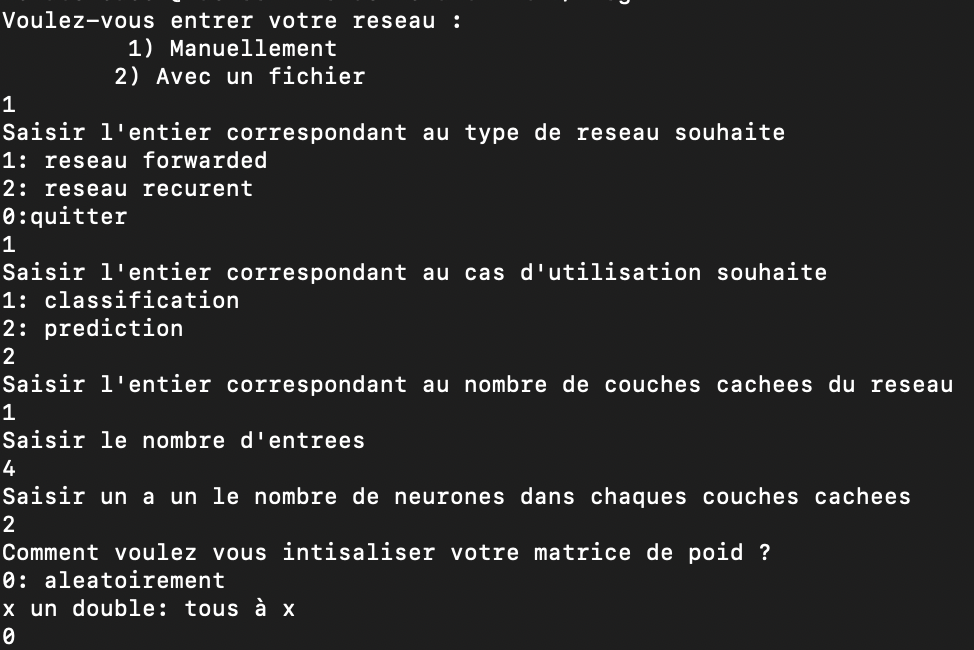 Voulez-vous entrer votre reseau :
1) Manuellement
2) Avec un fichier
1
Saisir l'entier correspondant au type de reseau souhaite
1: reseau forwarded
2: reseau recurent
0:quitter
1
Saisir l'entier correspondant au cas d'utilisation souhaite
1: classification
2: prediction
2
Saisir l'entier correspondant au nombre de couches cachees du reseau
1
Saisir le nombre d'entrees
4
Saisir un a un le nombre de neurones dans chaques couches cachees
2
Comment voulez vous intisaliser votre matrice de poid ?
0: aleatoirement
x un double: tous à x
0